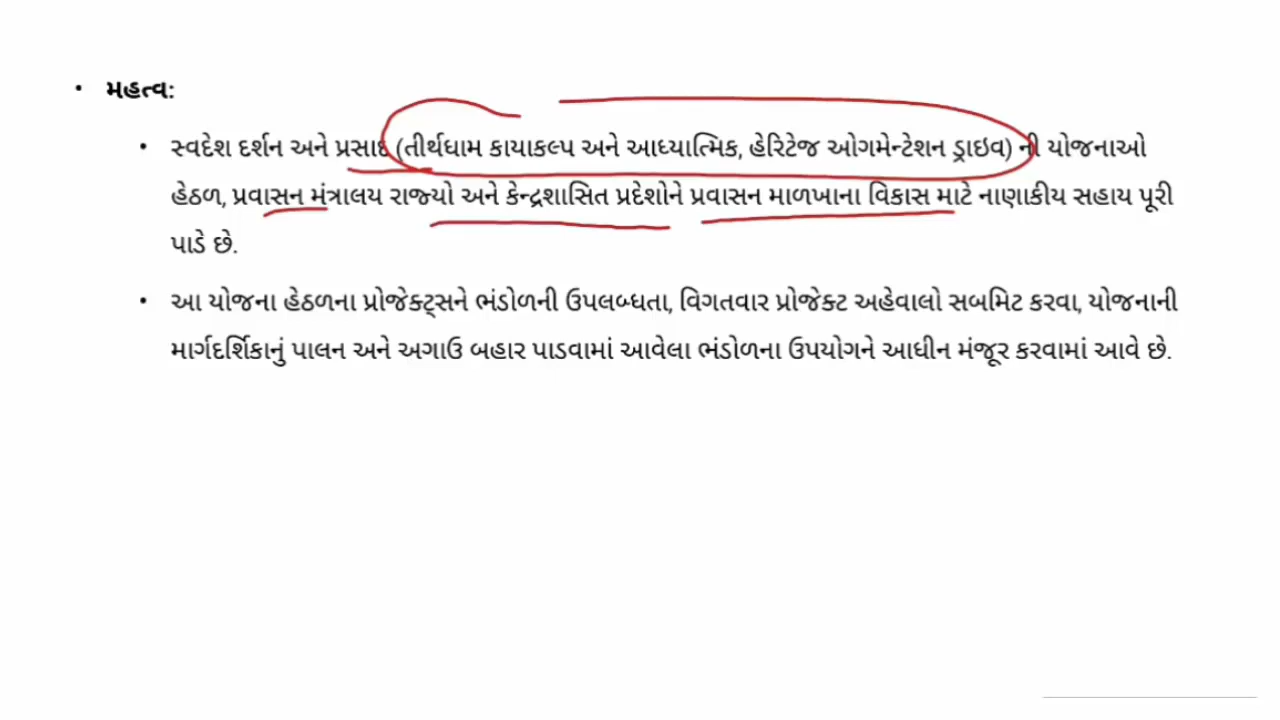 • મહત્વ:
• સ્વદેશ દર્શન અને પ્રસાદ (તીર્થધામ કાયાકલ્પ અને આધ્યાત્મિક, હેરિટેજ ઓગમેન્ટેશન ડ્રાઇવ) ની યોજનાઓ
હેઠળ, પ્રવાસન મંત્રાલય રાજ્યો અને કેન્દ્રશાસિત પ્રદેશોને પ્રવાસન માળખાના વિકાસ માટે નાણાકીય સહાય પૂરી
પાડે છે.
• આ યોજના હેઠળના પ્રોજેક્ટ્સને ભંડોળની ઉપલબ્ધતા, વિગતવાર પ્રોજેક્ટ અહેવાલો સબમિટ કરવા, યોજનાની
માર્ગદર્શિકાનું પાલન અને અગાઉ બહાર પાડવામાં આવેલા ભંડોળના ઉપયોગને આધીન મંજૂર કરવામાં આવે છે.